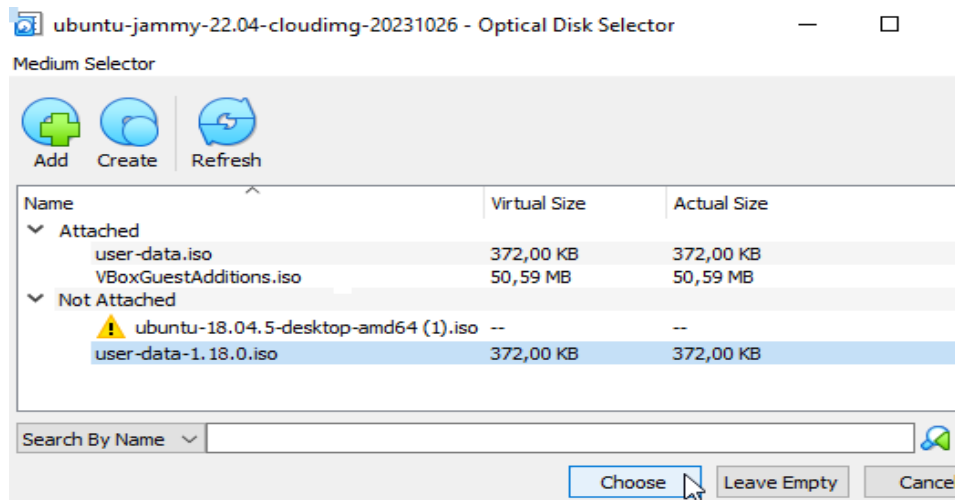 ubuntu-jammy-22.04-cloudimg-20231026 - Optical Disk Selector
Medium Selector
Add Create Refresh
Name Virtual Size Actual Size
Attached
user-data.iso 372,00 KB 372,00 KB
VBoxGuestAdditions.iso 50,59 MB 50,59 MB
Not Attached
ubuntu-18.04.5-desktop-amd64 (1).iso -- --
user-data-1.18.0.iso 372,00 KB 372,00 KB
Search By Name
Choose Leave Empty Cancel